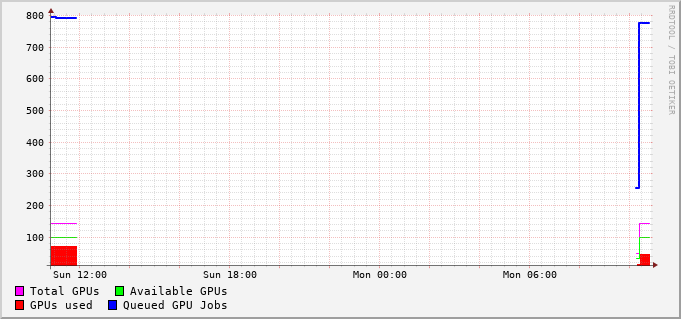 800
700
600
500
400
300
200
100
Sun 12:00 Sun 18:00 Mon 00:00 Mon 06:00
Total GPUs Available GPUs
GPUs used Queued GPU Jobs
RRDTOOL / TOBI OETIKER